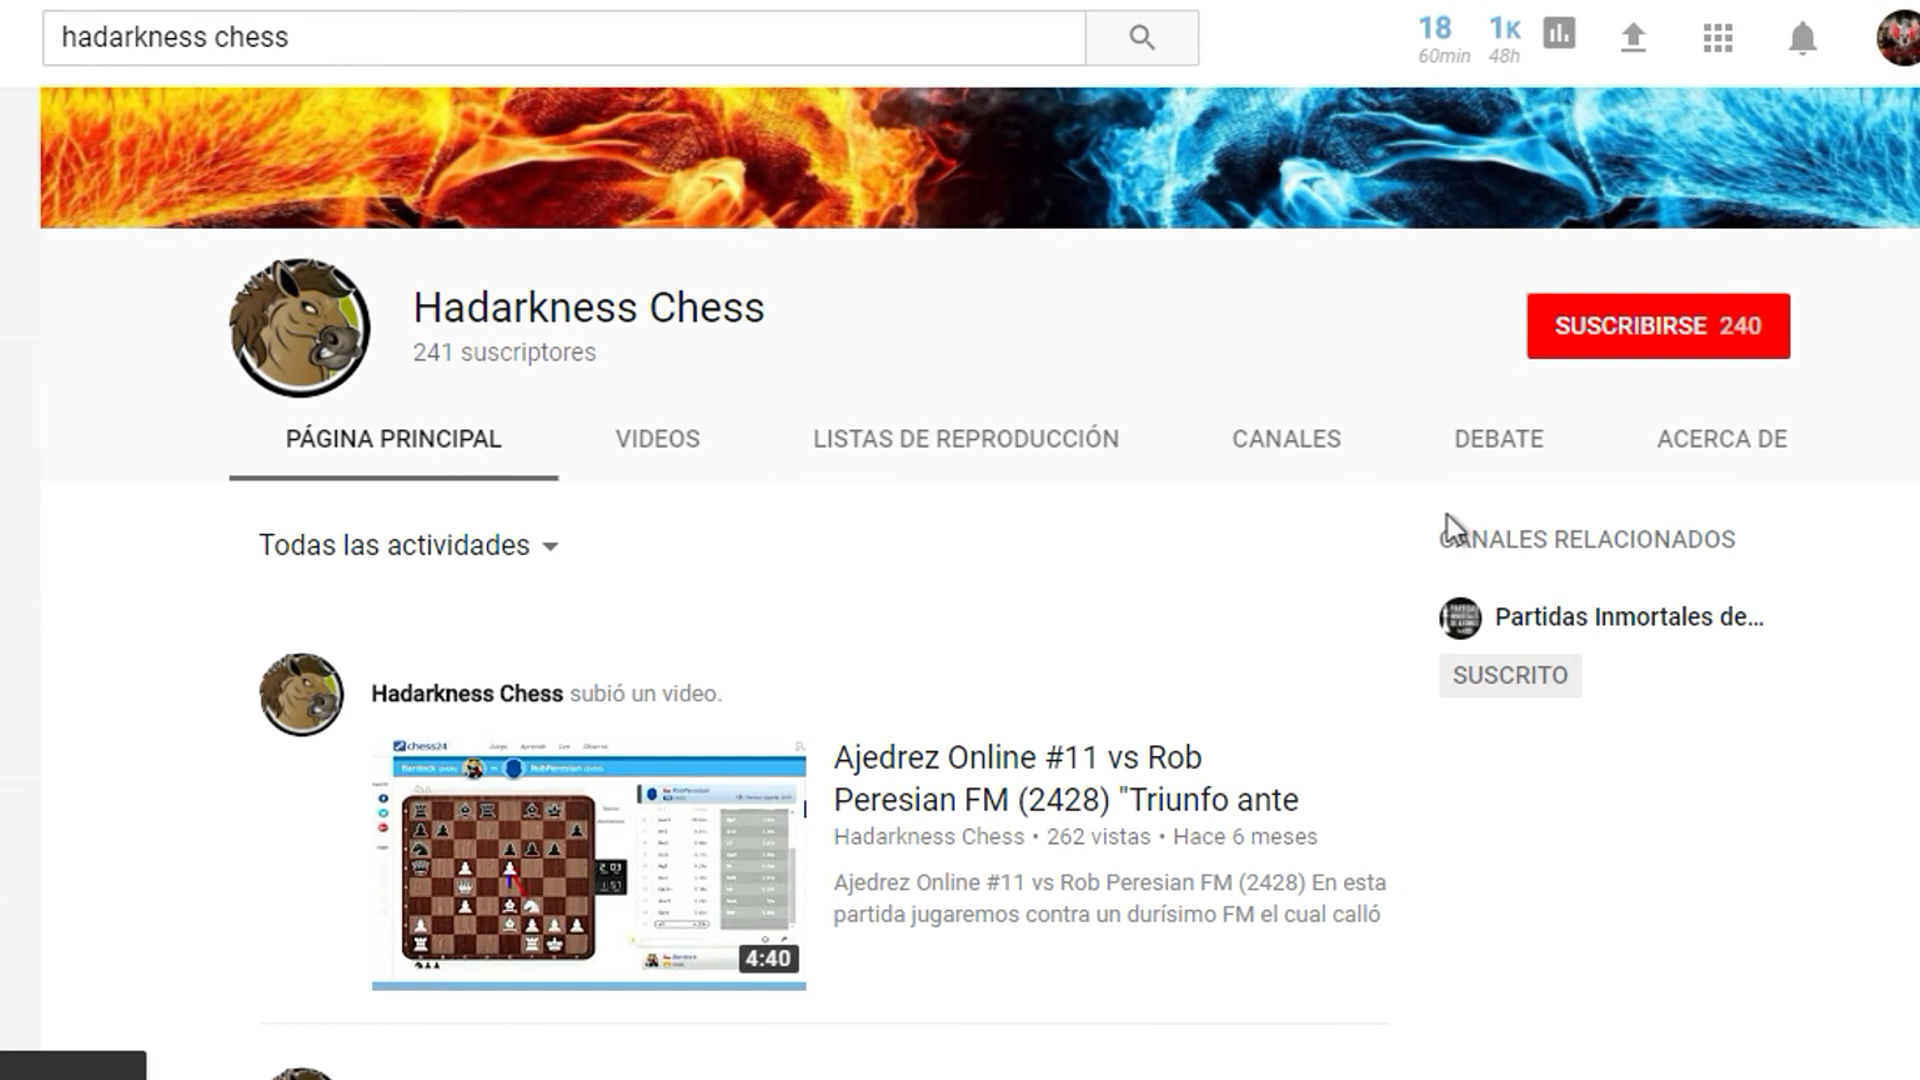 hadarkness chess
18 1K
60min 48h
Hadarkness Chess
241 suscriptores
SUSCRIBIRSE 240
PÁGINA PRINCIPAL VIDEOS LISTAS DE REPRODUCCIÓN CANALES DEBATE ACERCA DE
Todas las actividades
CANALES RELACIONADOS
Partidas Inmortales de...
SUSCRITO
Hadarkness Chess subió un video.
chess24
Bardock
RobPeresian
4:40
Ajedrez Online #11 vs Rob
Peresian FM (2428) "Triunfo ante
Hadarkness Chess • 262 vistas • Hace 6 meses
Ajedrez Online #11 vs Rob Peresian FM (2428) En esta
partida jugaremos contra un durísimo FM el cual calló